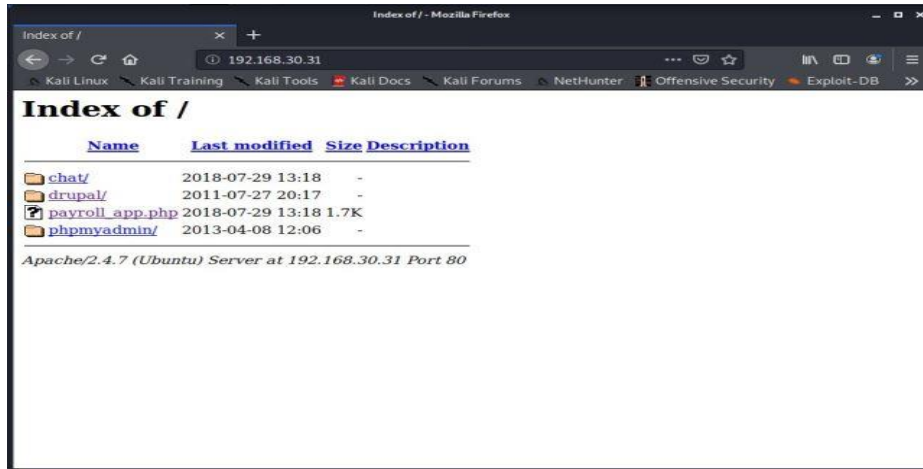 Index of / - Mozilla Firefox
Index of /
192.168.30.31
Kali Linux Kali Training Kali Tools Kali Docs Kali Forums NetHunter Offensive Security Exploit-DB
Index of /
Name Last modified Size Description
chat/ 2018-07-29 13:18 -
drupal/ 2011-07-27 20:17 -
payroll_app.php 2018-07-29 13:18 1.7K
phpmyadmin/ 2013-04-08 12:06 -
Apache/2.4.7 (Ubuntu) Server at 192.168.30.31 Port 80